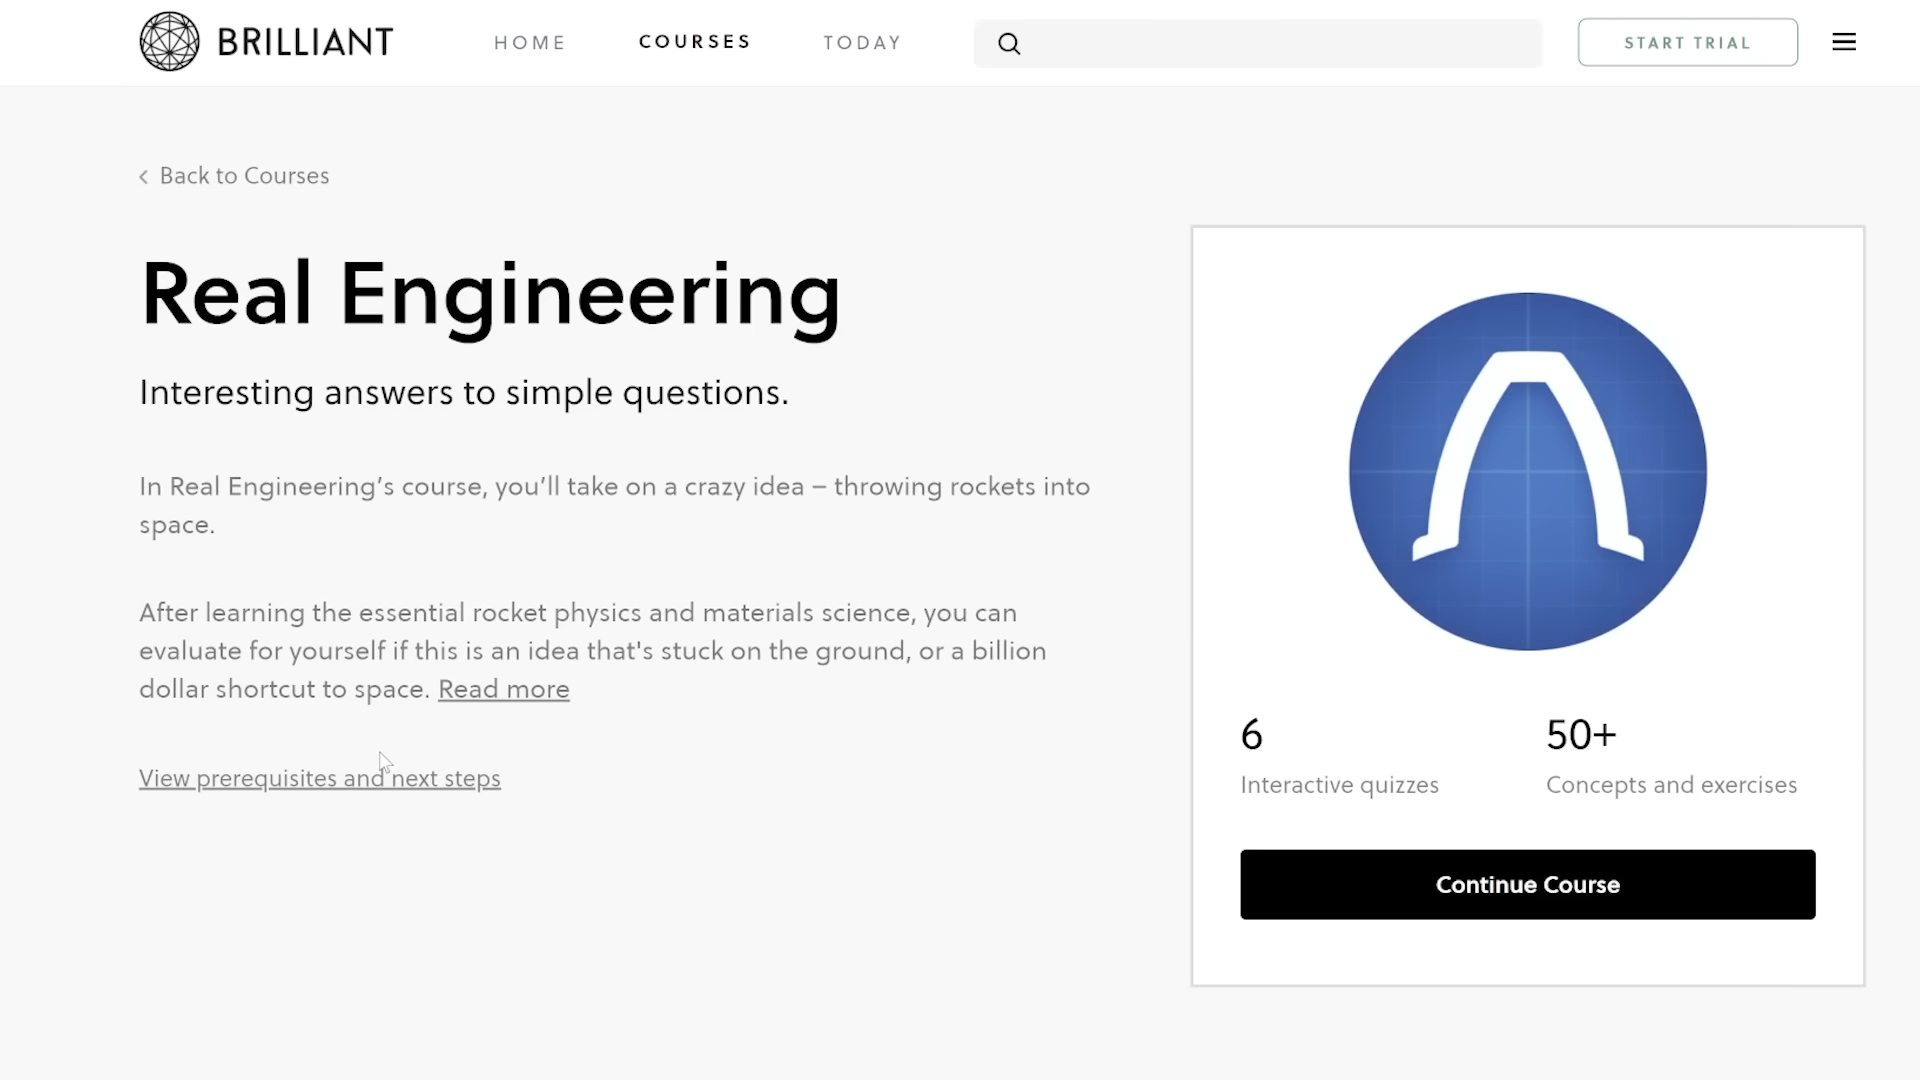 BRILLIANT
HOME
COURSES
TODAY
START TRIAL
Back to Courses
Real Engineering
Interesting answers to simple questions.
In Real Engineering’s course, you’ll take on a crazy idea – throwing rockets into
space.
After learning the essential rocket physics and materials science, you can
evaluate for yourself if this is an idea that's stuck on the ground, or a billion
dollar shortcut to space. Read more
View prerequisites and next steps
6
Interactive quizzes
50+
Concepts and exercises
Continue Course